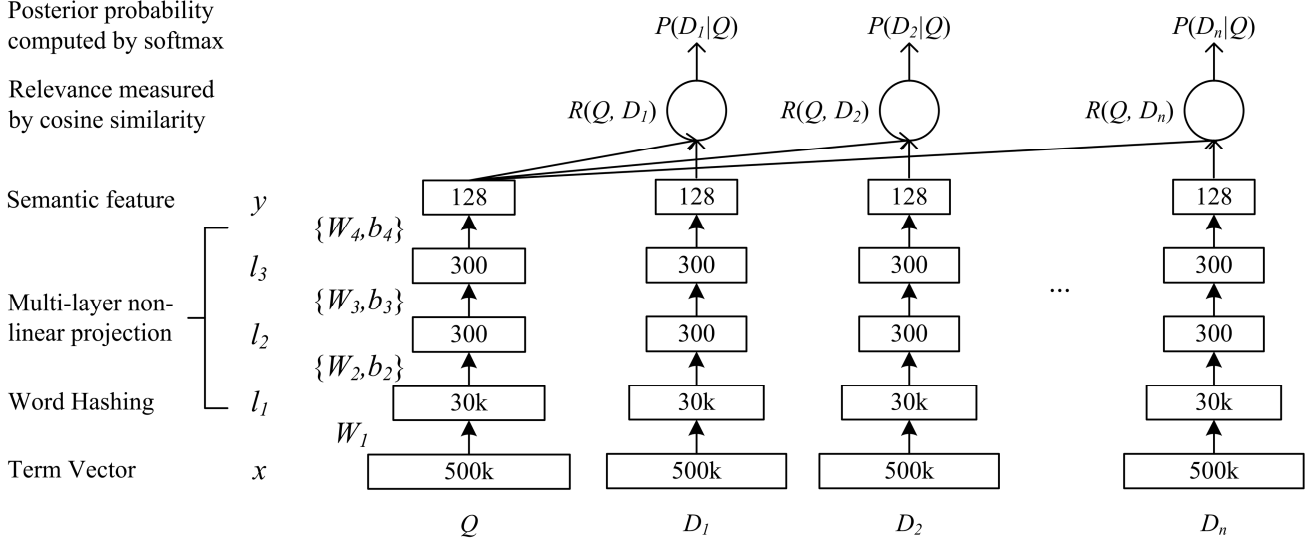 Posterior probability
computed by softmax
P(D₁|Q) P(D₂|Q) P(Dₙ|Q)
Relevance measured
by cosine similarity
R(Q, D₁) R(Q, D₂) R(Q, Dₙ)
Semantic feature y 128 128 128 128
{W₄,b₄}
l₃ 300 300 300 300
Multi-layer non-
linear projection
{W₃,b₃} ...
l₂ 300 300 300 300
{W₂,b₂}
Word Hashing l₁ 30k 30k 30k 30k
W₁
Term Vector x 500k 500k 500k 500k
Q D₁ D₂ Dₙ